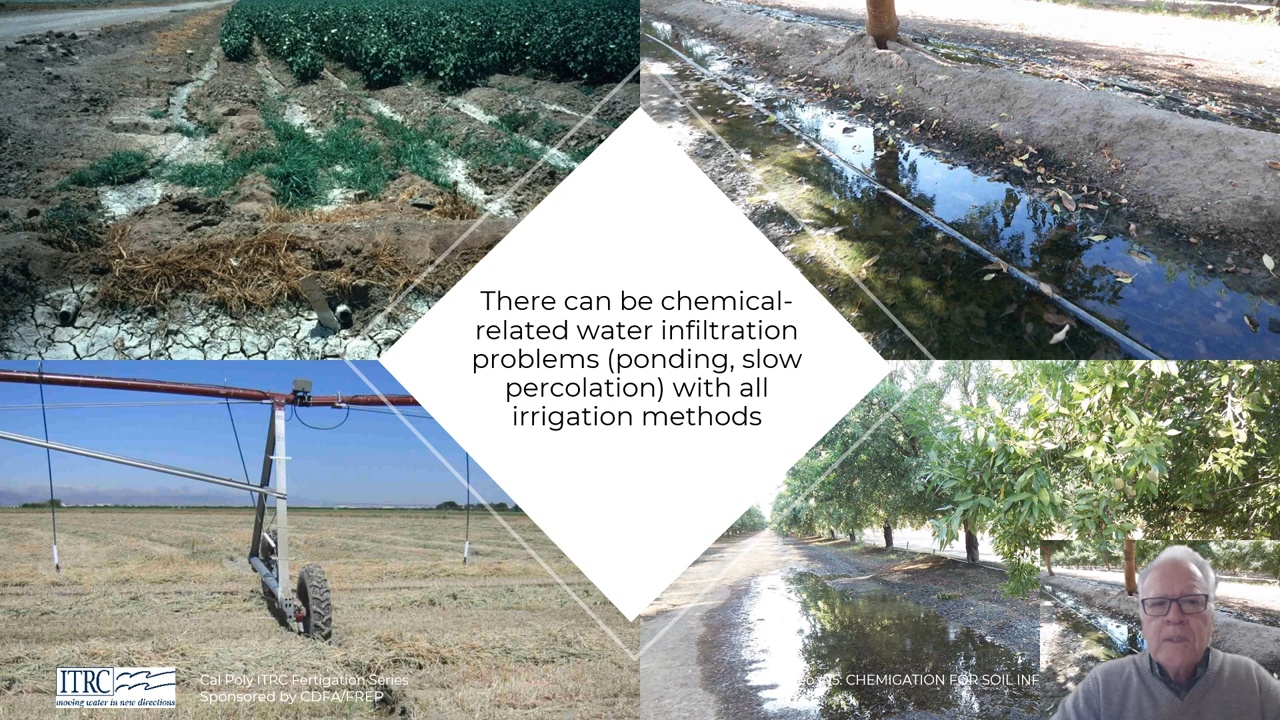 There can be chemical-
related water infiltration
problems (ponding, slow
percolation) with all
irrigation methods
ITRC
moving water in new directions
Cal Poly ITRC Fertigation Series
Sponsored by CDFA/FREP
CHEMIGATION FOR SOIL INF